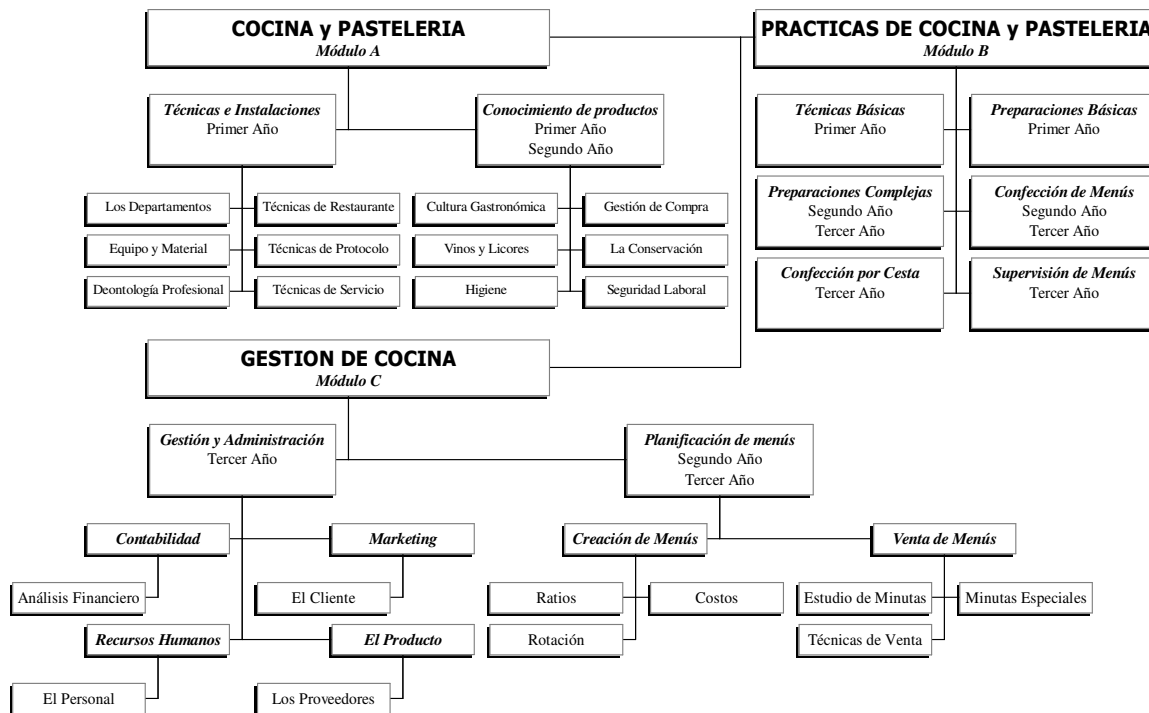 COCINA y PASTELERIA
Módulo A
PRACTICAS DE COCINA y PASTELERIA
Módulo B
Técnicas e Instalaciones
Primer Año
Conocimiento de productos
Primer Año
Segundo Año
Técnicas Básicas
Primer Año
Preparaciones Básicas
Primer Año
Los Departamentos
Técnicas de Restaurante
Cultura Gastronómica
Gestión de Compra
Equipo y Material
Técnicas de Protocolo
Vinos y Licores
La Conservación
Deontología Profesional
Técnicas de Servicio
Higiene
Seguridad Laboral
Preparaciones Complejas
Segundo Año
Tercer Año
Confección de Menús
Segundo Año
Tercer Año
Confección por Cesta
Tercer Año
Supervisión de Menús
Tercer Año
GESTION DE COCINA
Módulo C
Gestión y Administración
Tercer Año
Planificación de menús
Segundo Año
Tercer Año
Contabilidad
Marketing
Creación de Menús
Venta de Menús
Análisis Financiero
El Cliente
Ratios
Costos
Estudio de Minutas
Minutas Especiales
Recursos Humanos
El Producto
Rotación
Técnicas de Venta
El Personal
Los Proveedores